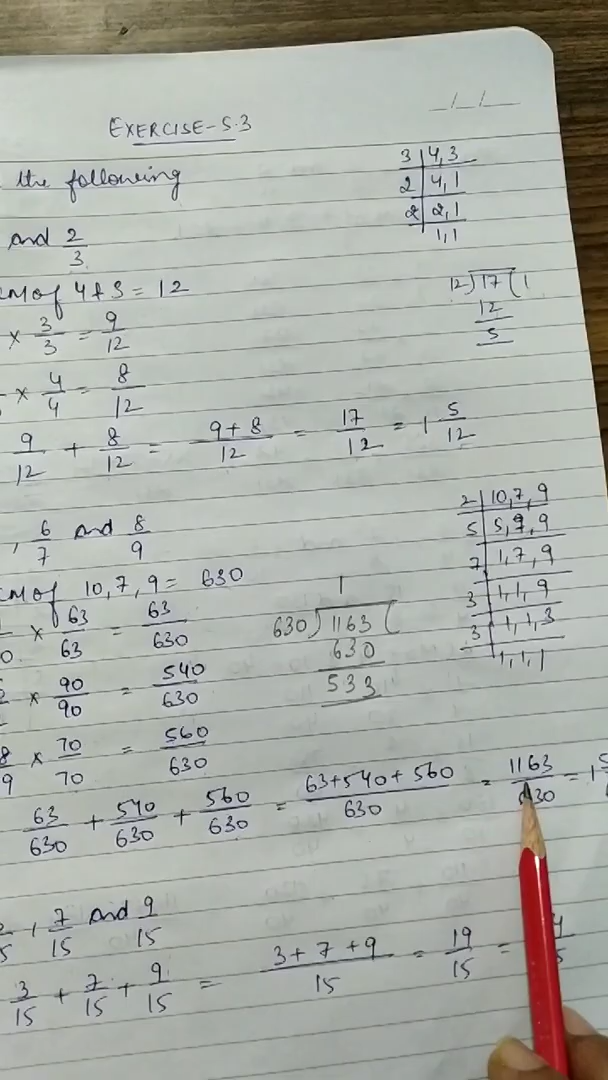 _/_/_
EXERCISE-5.3
the following
3 | 4, 3
2 | 4, 1
2 | 2, 1
1, 1
and 2/3
CM of 4 & 3 = 12
12) 17 ( 1
12
5
× 3/3 = 9/12
× 4/4 = 8/12
9/12 + 8/12 = 9+8/12 = 17/12 = 1 5/12
, 6/7 and 8/9
2 | 10, 7, 9
5 | 5, 7, 9
7 | 1, 7, 9
3 | 1, 1, 9
3 | 1, 1, 3
1, 1, 1
CM of 10, 7, 9 = 630
1
630) 1163 (
630
533
× 63/63 = 63/630
× 90/90 = 540/630
8/9 × 70/70 = 560/630
63/630 + 540/630 + 560/630 = 63+540+560/630 = 1163/630 = 1
, 7/15 and 9/15
3/15 + 7/15 + 9/15 = 3+7+9/15 = 19/15 =